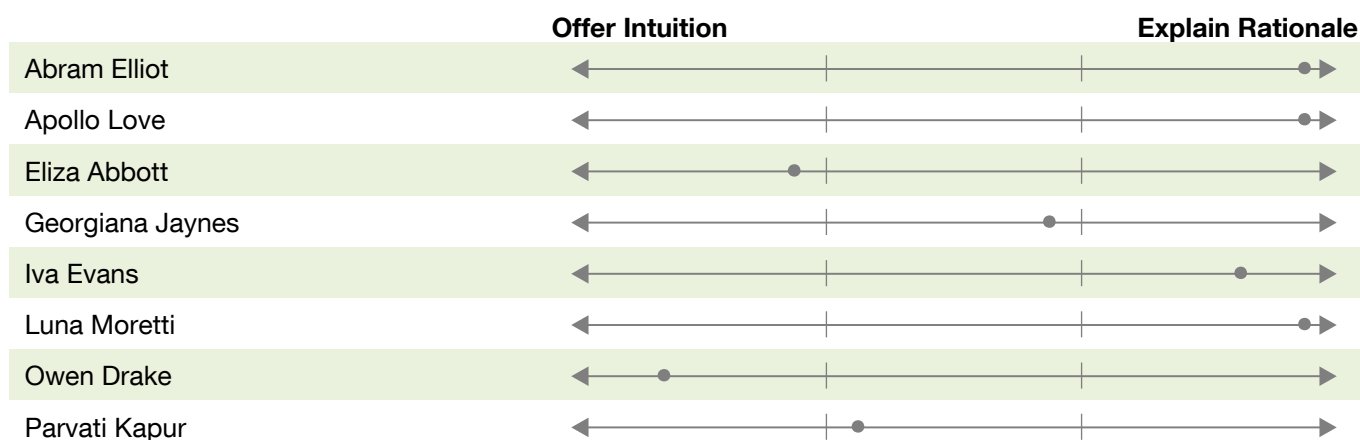 Offer Intuition Explain Rationale
Abram Elliot
Apollo Love
Eliza Abbott
Georgiana Jaynes
Iva Evans
Luna Moretti
Owen Drake
Parvati Kapur